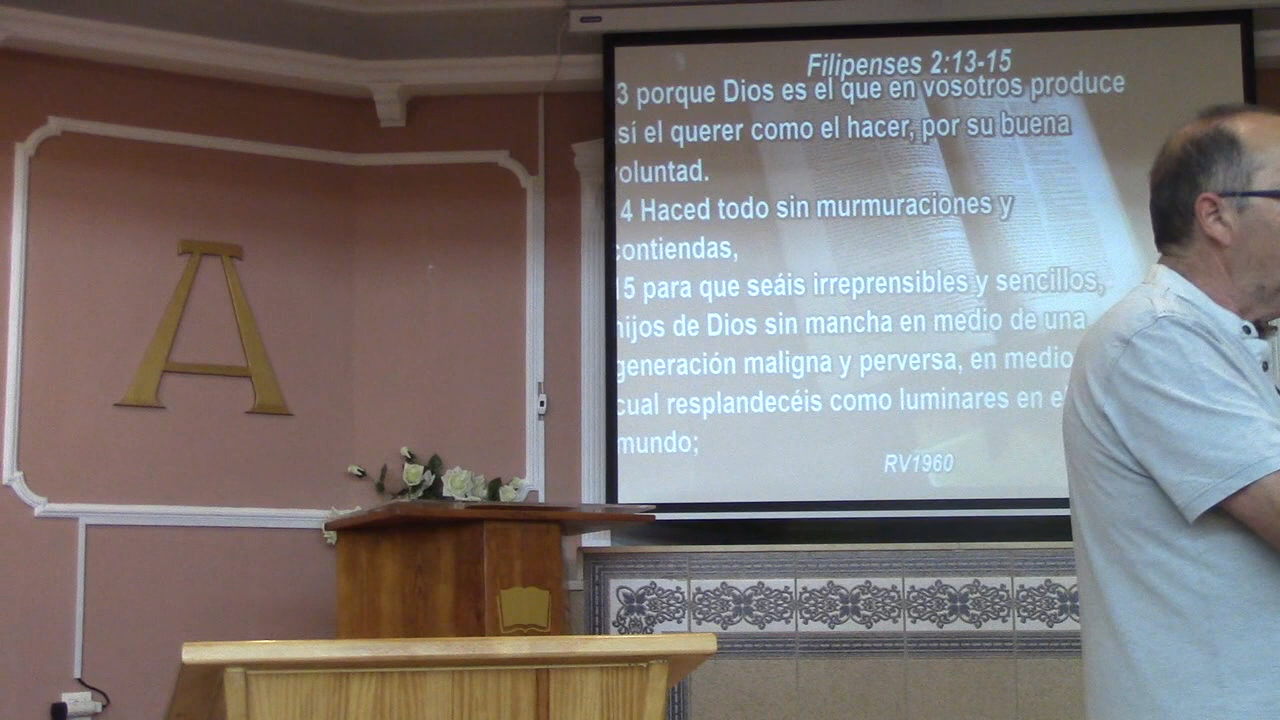 Filipenses 2:13-15
3 porque Dios es el que en vosotros produce
sí el querer como el hacer, por su buena
oluntad.
4 Haced todo sin murmuraciones y
contiendas,
15 para que seáis irreprensibles y sencillos,
hijos de Dios sin mancha en medio de una
generación maligna y perversa, en medio
cual resplandecéis como luminares en el
mundo;
RV1960
A